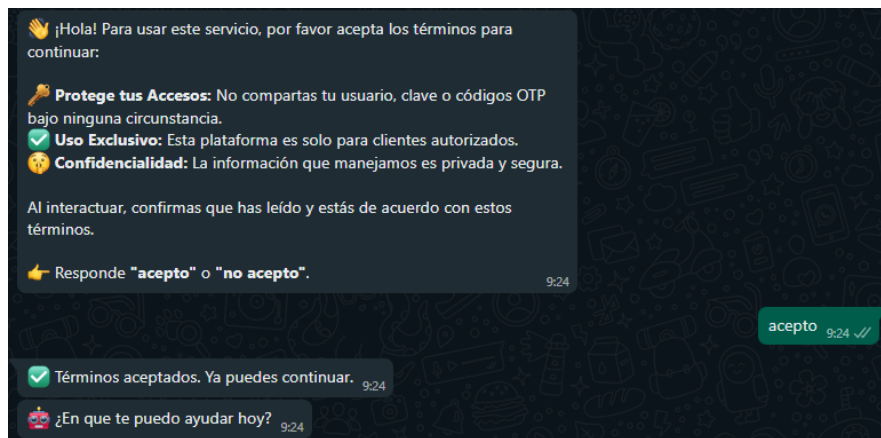 👋 ¡Hola! Para usar este servicio, por favor acepta los términos para
continuar:
🔑 Protege tus Accesos: No compartas tu usuario, clave o códigos OTP
bajo ninguna circunstancia.
✅ Uso Exclusivo: Esta plataforma es solo para clientes autorizados.
🤫 Confidencialidad: La información que manejamos es privada y segura.
Al interactuar, confirmas que has leído y estás de acuerdo con estos
términos.
👉 Responde "acepto" o "no acepto".
9:24
acepto 9:24
✅ Términos aceptados. Ya puedes continuar. 9:24
🤖 ¿En que te puedo ayudar hoy? 9:24